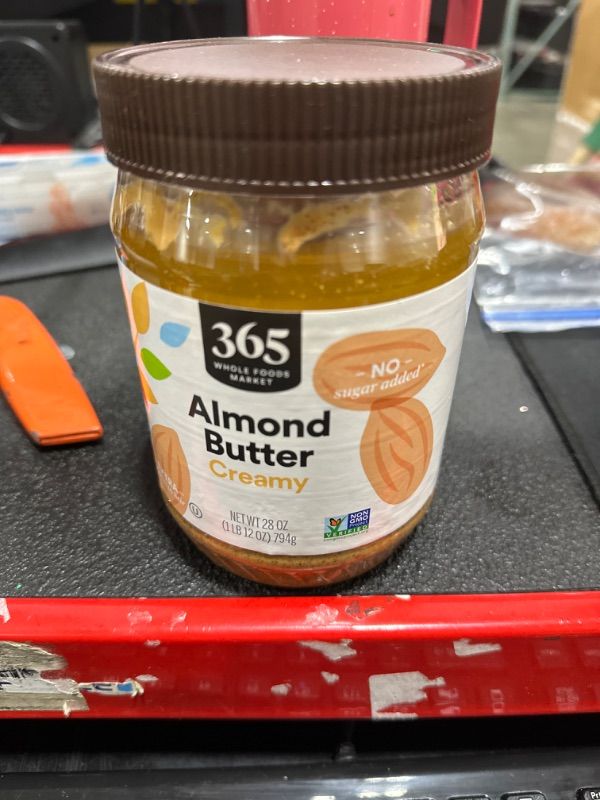 365
WHOLE FOODS
MARKET
NO
sugar added*
Almond
Butter
Creamy
NET WT 28 OZ
(1 LB 12 OZ) 794g
NON
GMO
VERIFIED